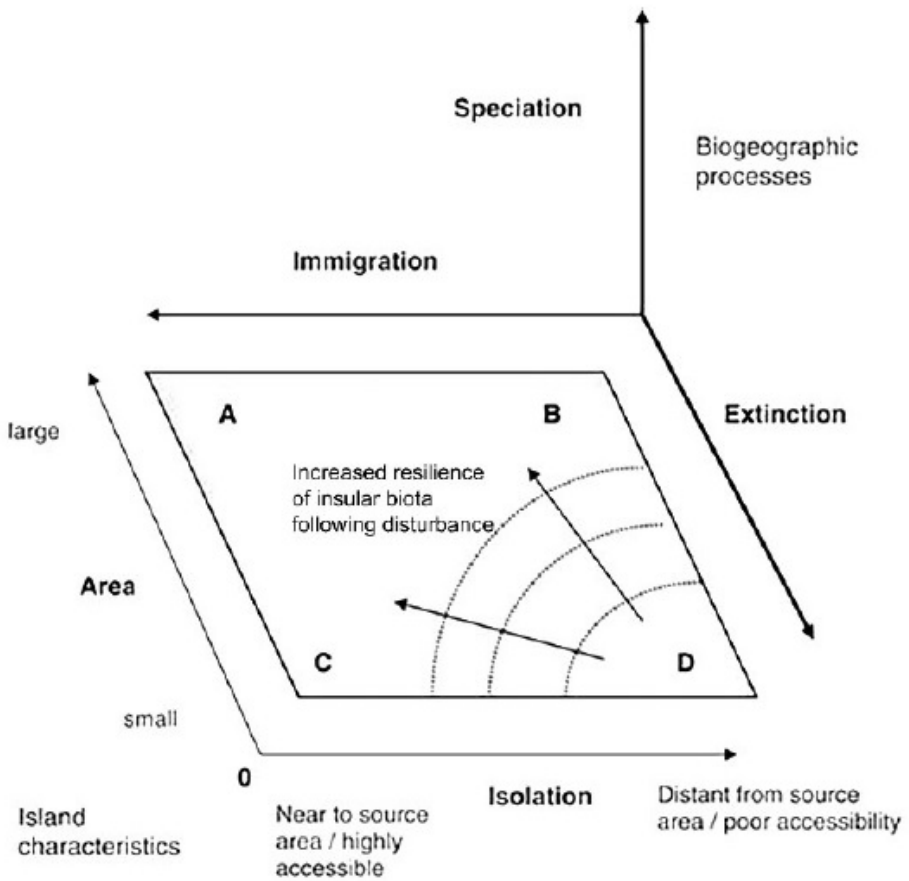 Speciation
Biogeographic
processes
Immigration
large
A
B
Extinction
Increased resilience
of insular biota
following disturbance
Area
C
D
small
0
Isolation
Island
characteristics
Near to source
area / highly
accessible
Distant from source
area / poor accessibility